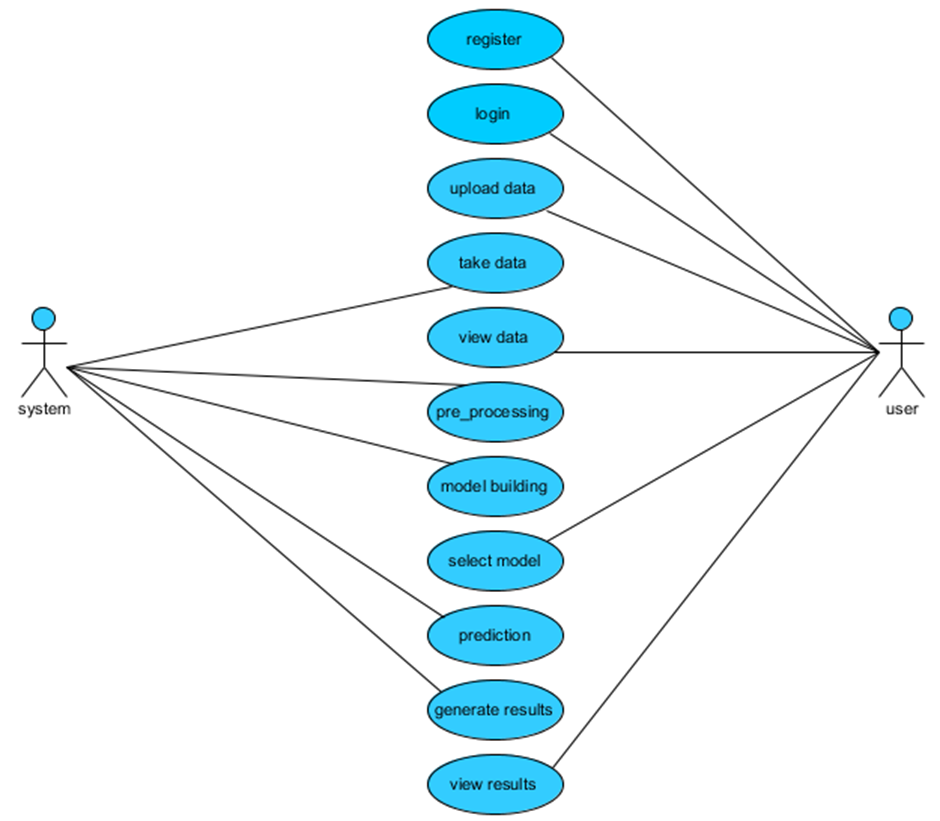 register
login
upload data
take data
view data
system
user
pre_processing
model building
select model
prediction
generate results
view results